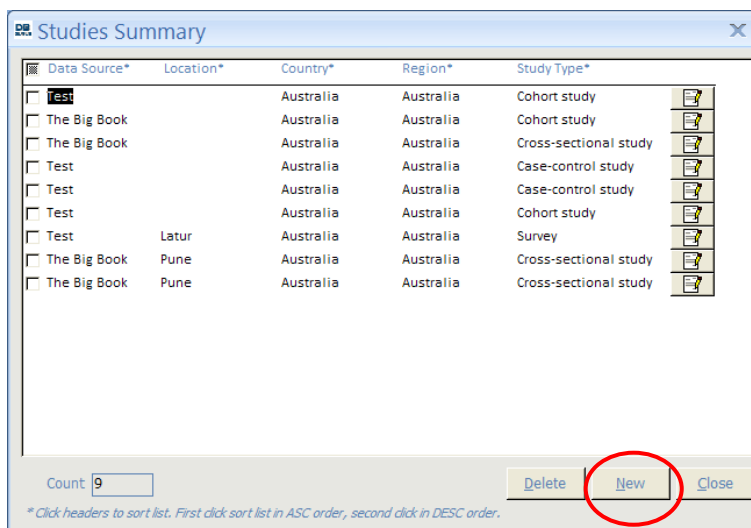 Studies Summary
Data Source* Location* Country* Region* Study Type*
Test Australia Australia Cohort study
The Big Book Australia Australia Cohort study
The Big Book Australia Australia Cross-sectional study
Test Australia Australia Case-control study
Test Australia Australia Case-control study
Test Australia Australia Cohort study
Test Latur Australia Australia Survey
The Big Book Pune Australia Australia Cross-sectional study
The Big Book Pune Australia Australia Cross-sectional study
Count 9 Delete New Close
* Click headers to sort list. First click sort list in ASC order, second click in DESC order.